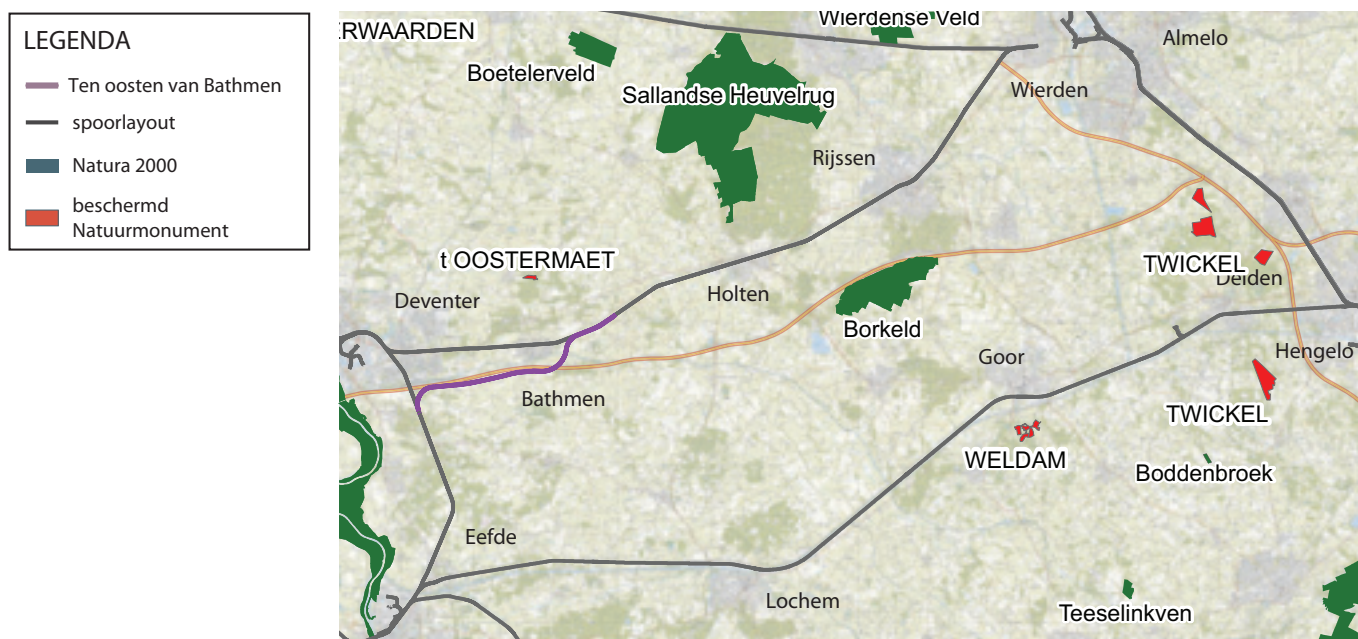 LEGENDA
Ten oosten van Bathmen
spoorlayout
Natura 2000
beschermd
Natuurmonument
ERWAARDEN
Wierdense Veld
Almelo
Boetelerveld
Sallandse Heuvelrug
Wierden
Rijssen
t OOSTERMAET
TWICKEL
Delden
Deventer
Holten
Borkeld
Goor
Hengelo
Bathmen
TWICKEL
WELDAM
Boddenbroek
Eefde
Lochem
Teeselinkven